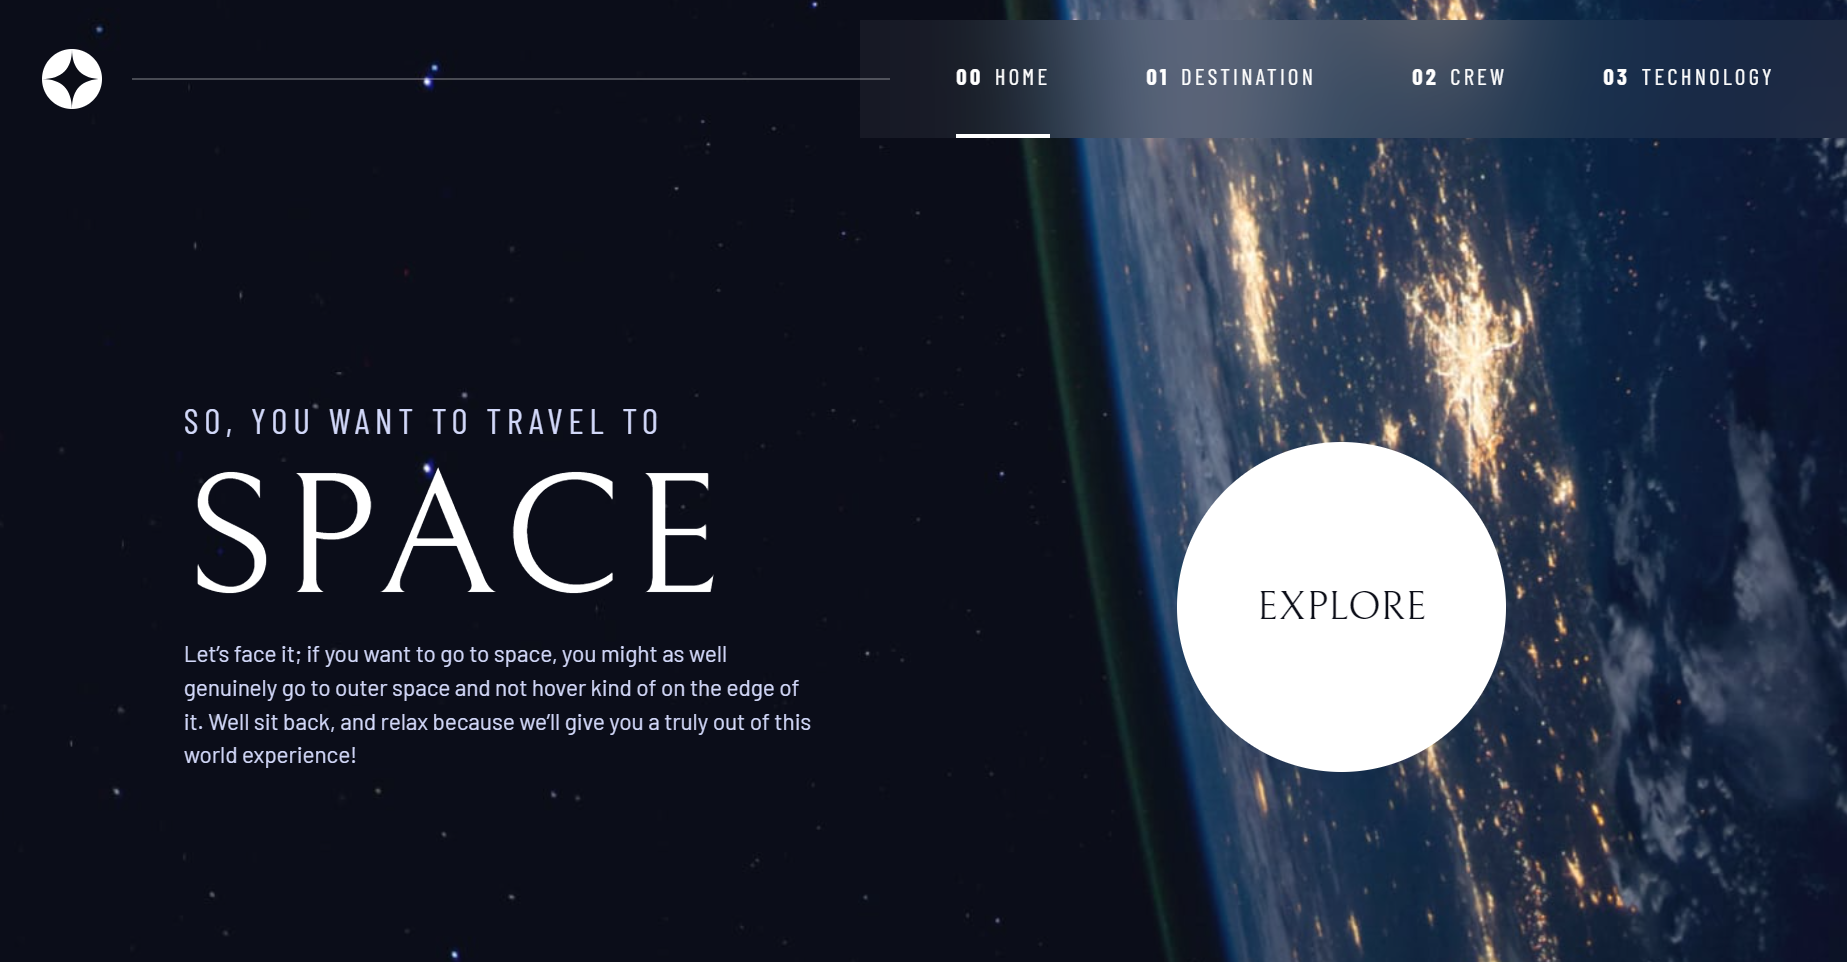 00 HOME 01 DESTINATION 02 CREW 03 TECHNOLOGY
SO, YOU WANT TO TRAVEL TO
SPACE
Let’s face it; if you want to go to space, you might as well
genuinely go to outer space and not hover kind of on the edge of
it. Well sit back, and relax because we’ll give you a truly out of this
world experience!
EXPLORE